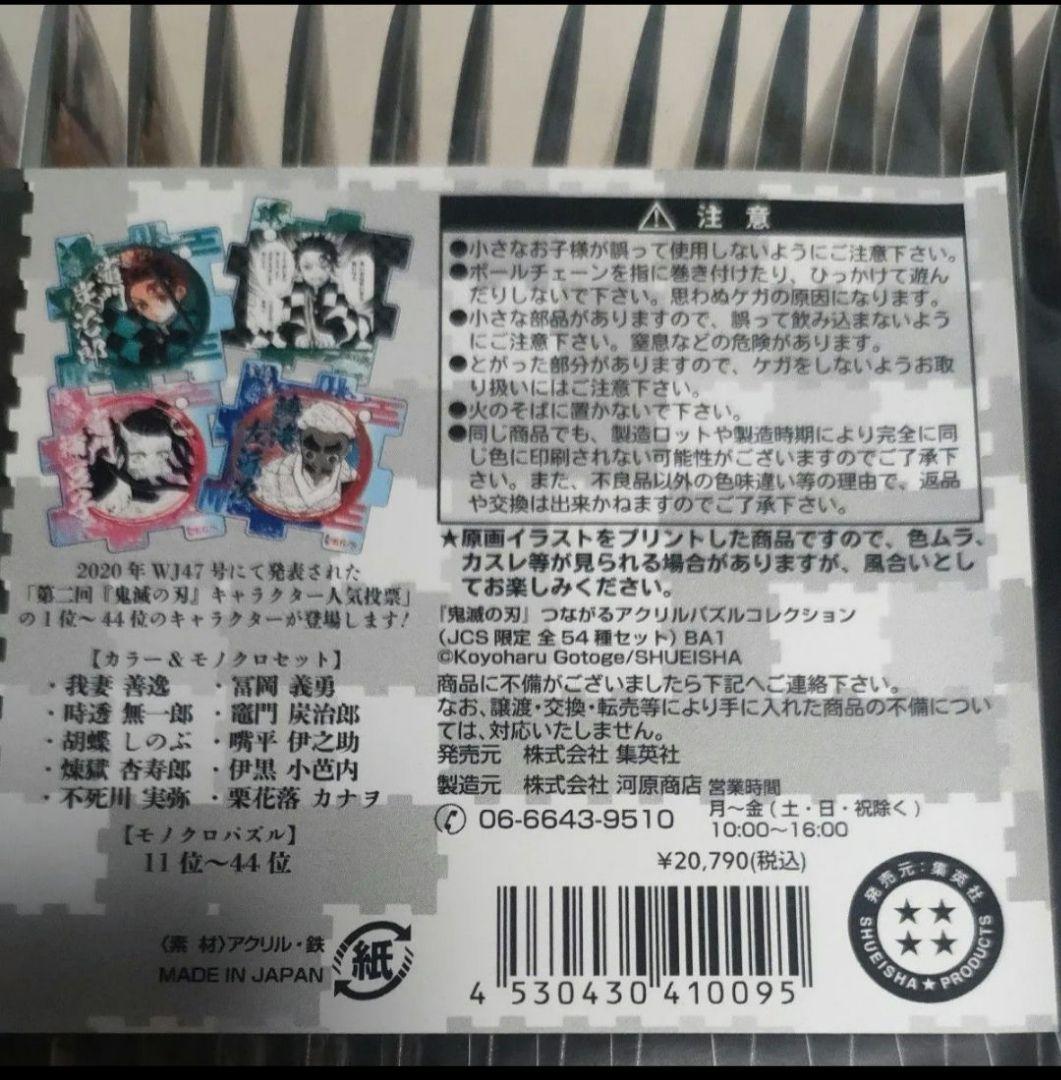 2020年WJ47号にて発表された
「第二回『鬼滅の刃』キャラクター人気投票」
の1位〜44位のキャラクターが登場します!
【カラー&モノクロセット】
・我妻 善逸 ・冨岡 義勇
・時透 無一郎 ・竈門 炭治郎
・胡蝶 しのぶ ・嘴平 伊之助
・煉獄 杏寿郎 ・伊黒 小芭内
・不死川 実弥 ・栗花落 カナヲ
【モノクロパズル】
11位〜44位
〈素 材〉アクリル・鉄
MADE IN JAPAN
紙
注 意
●小さなお子様が誤って使用しないようにご注意下さい。
●ボールチェーンを指に巻き付けたり、ひっかけて遊ん
だりしないで下さい。思わぬケガの原因になります。
●小さな部品がありますので、誤って飲み込まないよう
にご注意下さい。窒息などの危険があります。
●とがった部分がありますので、ケガをしないようお取
り扱いにはご注意下さい。
●火のそばに置かないで下さい。
●同じ商品でも、製造ロットや製造時期により完全に同
じ色に印刷されない可能性がございますのでご了承下
さい。また、不良品以外の色味違い等の理由で、返品
や交換は出来かねますのでご了承下さい。
★原画イラストをプリントした商品ですので、色ムラ、
カスレ等が見られる場合がありますが、風合いとし
てお楽しみください。
『鬼滅の刃』つながるアクリルパズルコレクション
(JCS限定 全54種セット) BA1
©Koyoharu Gotoge/SHUEISHA
商品に不備がございましたら下記へご連絡下さい。
なお、譲渡・交換・転売等により手に入れた商品の不備につい
ては、対応いたしません。
発売元 株式会社 集英社
製造元 株式会社 河原商店 営業時間
06-6643-9510 月〜金(土・日・祝除く)
10:00〜16:00
¥20,790(税込)
4 530430 410095
発売元:集英社
SHUEISHA★PRODUCTS